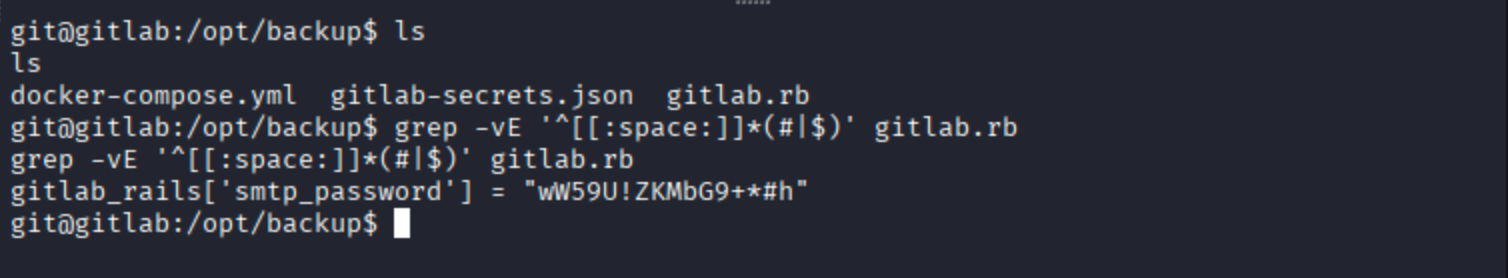 git@gitlab:/opt/backup$ ls
ls
docker-compose.yml  gitlab-secrets.json  gitlab.rb
git@gitlab:/opt/backup$ grep -vE '^[[:space:]]*(#|$)' gitlab.rb
grep -vE '^[[:space:]]*(#|$)' gitlab.rb
gitlab_rails['smtp_password'] = "wW59U!ZKMbG9+*#h"
git@gitlab:/opt/backup$